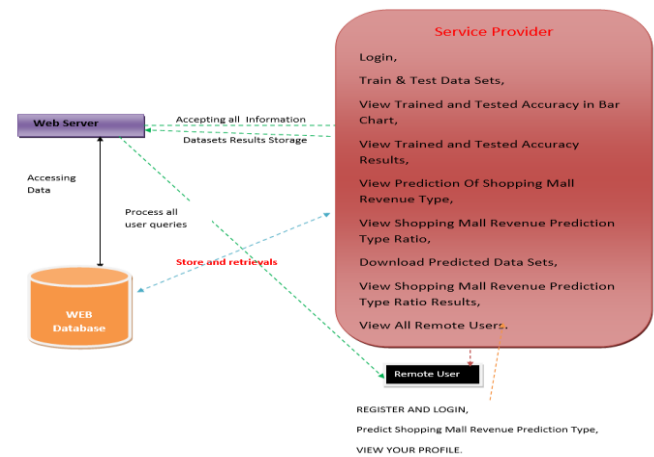 Service Provider
Login,
Train & Test Data Sets,
View Trained and Tested Accuracy in Bar
Chart,
View Trained and Tested Accuracy
Results,
View Prediction Of Shopping Mall
Revenue Type,
View Shopping Mall Revenue Prediction
Type Ratio,
Download Predicted Data Sets,
View Shopping Mall Revenue Prediction
Type Ratio Results,
View All Remote Users.
Web Server
Accepting all Information
Datasets Results Storage
Accessing
Data
Process all
user queries
Store and retrievals
WEB
Database
Remote User
REGISTER AND LOGIN,
Predict Shopping Mall Revenue Prediction Type,
VIEW YOUR PROFILE.